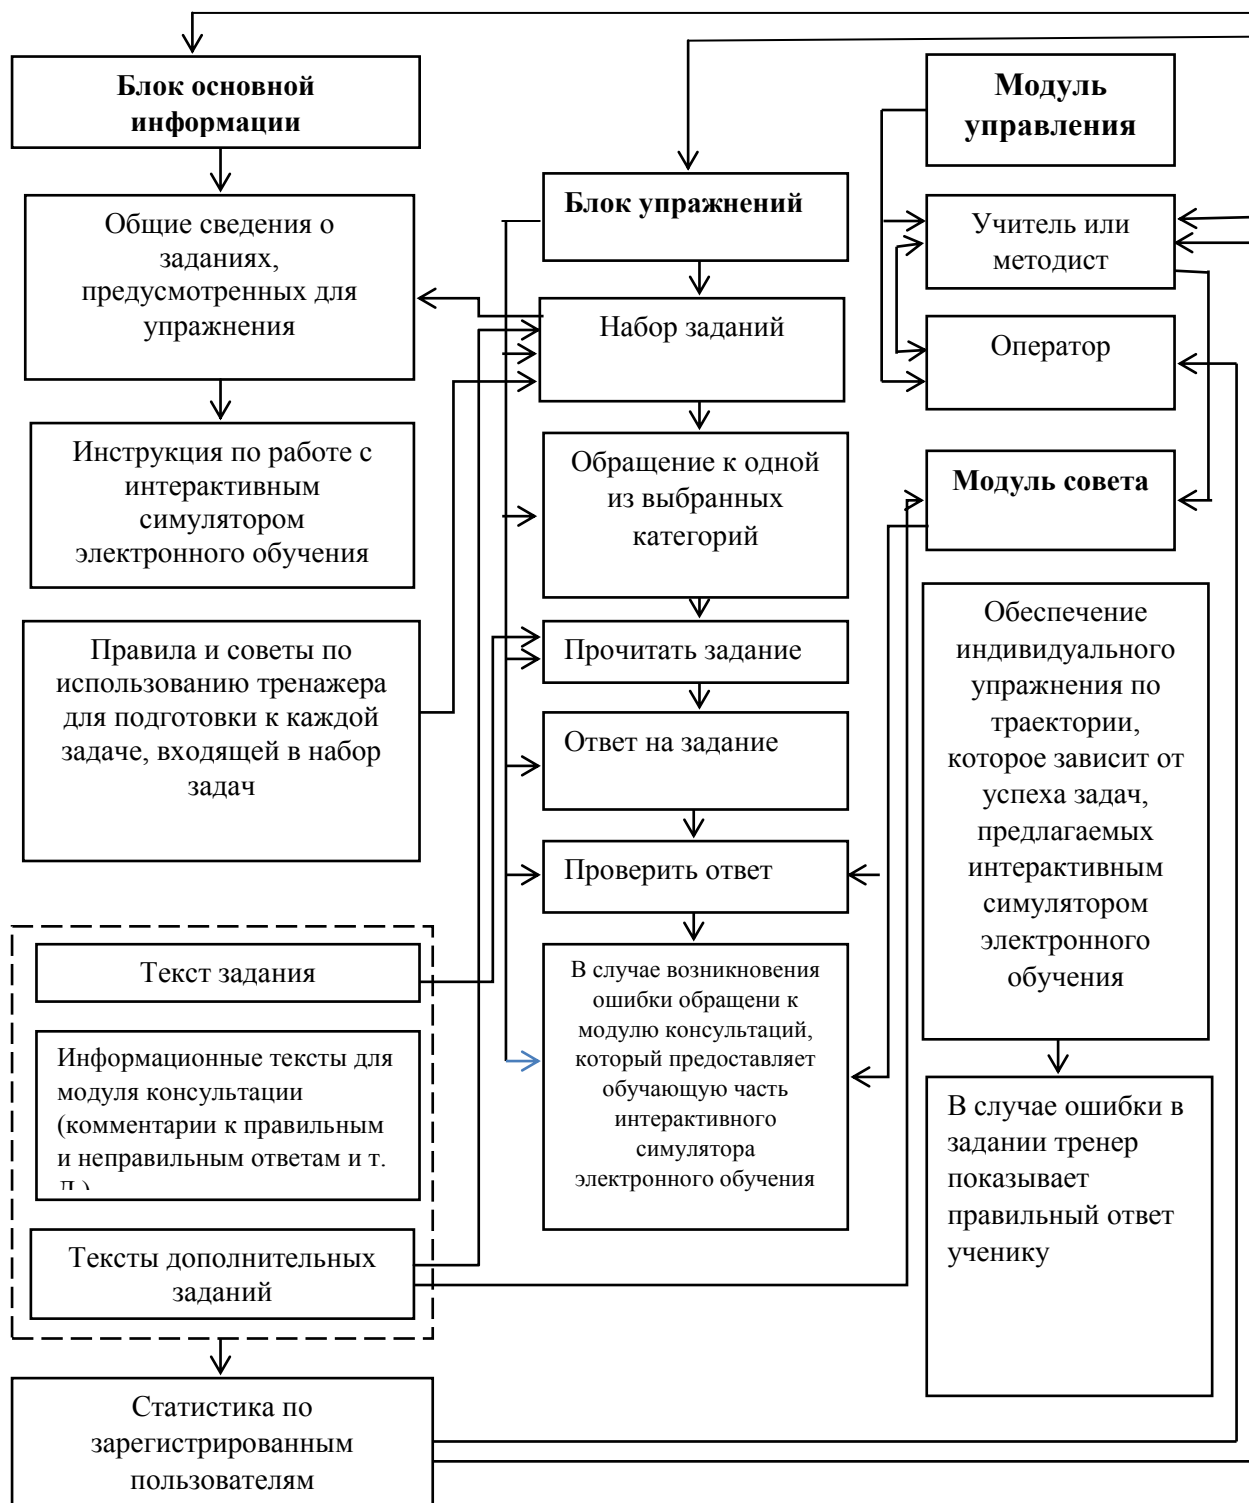 Блок основной
информации
Общие сведения о
заданиях,
предусмотренных для
упражнения
Инструкция по работе с
интерактивным
симулятором
электронного обучения
Правила и советы по
использованию тренажера
для подготовки к каждой
задаче, входящей в набор
задач
Текст задания
Информационные тексты для
модуля консультации
(комментарии к правильным
и неправильным ответам и т.
Д.)
Тексты дополнительных
заданий
Статистика по
зарегистрированным
пользователям
Блок упражнений
Набор заданий
Обращение к одной
из выбранных
категорий
Прочитать задание
Ответ на задание
Проверить ответ
В случае возникновения
ошибки обращени к
модулю консультаций,
который предоставляет
обучающую часть
интерактивного
симулятора
электронного обучения
Модуль
управления
Учитель или
методист
Оператор
Модуль совета
Обеспечение
индивидуального
упражнения по
траектории,
которое зависит от
успеха задач,
предлагаемых
интерактивным
симулятором
электронного
обучения
В случае ошибки в
задании тренер
показывает
правильный ответ
ученику